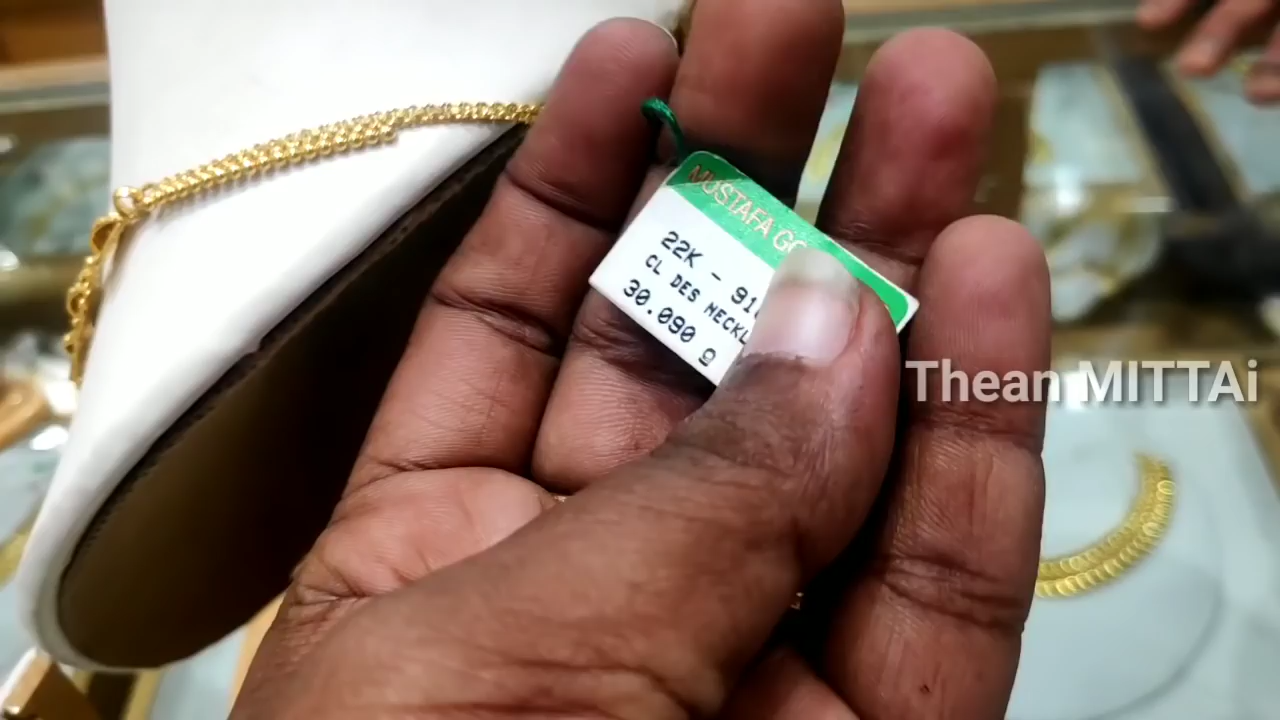 MUSTAFA GO
22K - 91
CL DES NECKL
30.090 g
Thean MITTAi